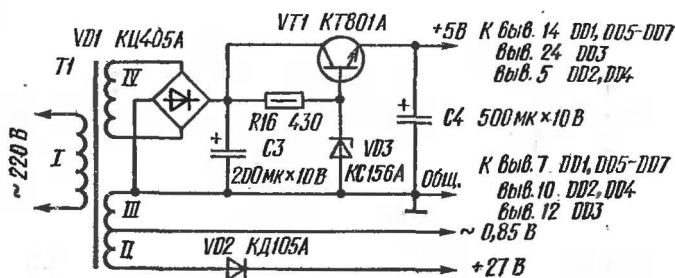 VD1 КЦ405А
VT1 КТ801А
+5В
К выв. 14 DD1, DD5-DD7
выв. 24 DD3
выв. 5 DD2, DD4
T1
IV
~220В
I
R16 430
+
C3
200мк×10В
VD3
КС156А
+
C4 500мк×10В
Общ.
К выв. 7 DD1, DD5-DD7
выв. 10 DD2, DD4
выв. 12 DD3
III
~0,85 В
II
VD2 КД105А
+27 В